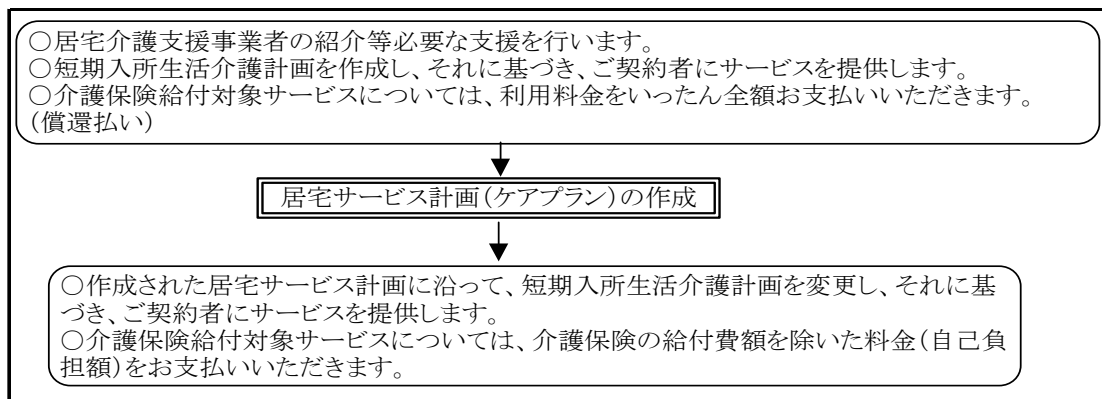 ○居宅介護支援事業者の紹介等必要な支援を行います。
○短期入所生活介護計画を作成し、それに基づき、ご契約者にサービスを提供します。
○介護保険給付対象サービスについては、利用料金をいったん全額お支払いいただきます。
(償還払い)
居宅サービス計画(ケアプラン)の作成
○作成された居宅サービス計画に沿って、短期入所生活介護計画を変更し、それに基
づき、ご契約者にサービスを提供します。
○介護保険給付対象サービスについては、介護保険の給付費額を除いた料金(自己負
担額)をお支払いいただきます。